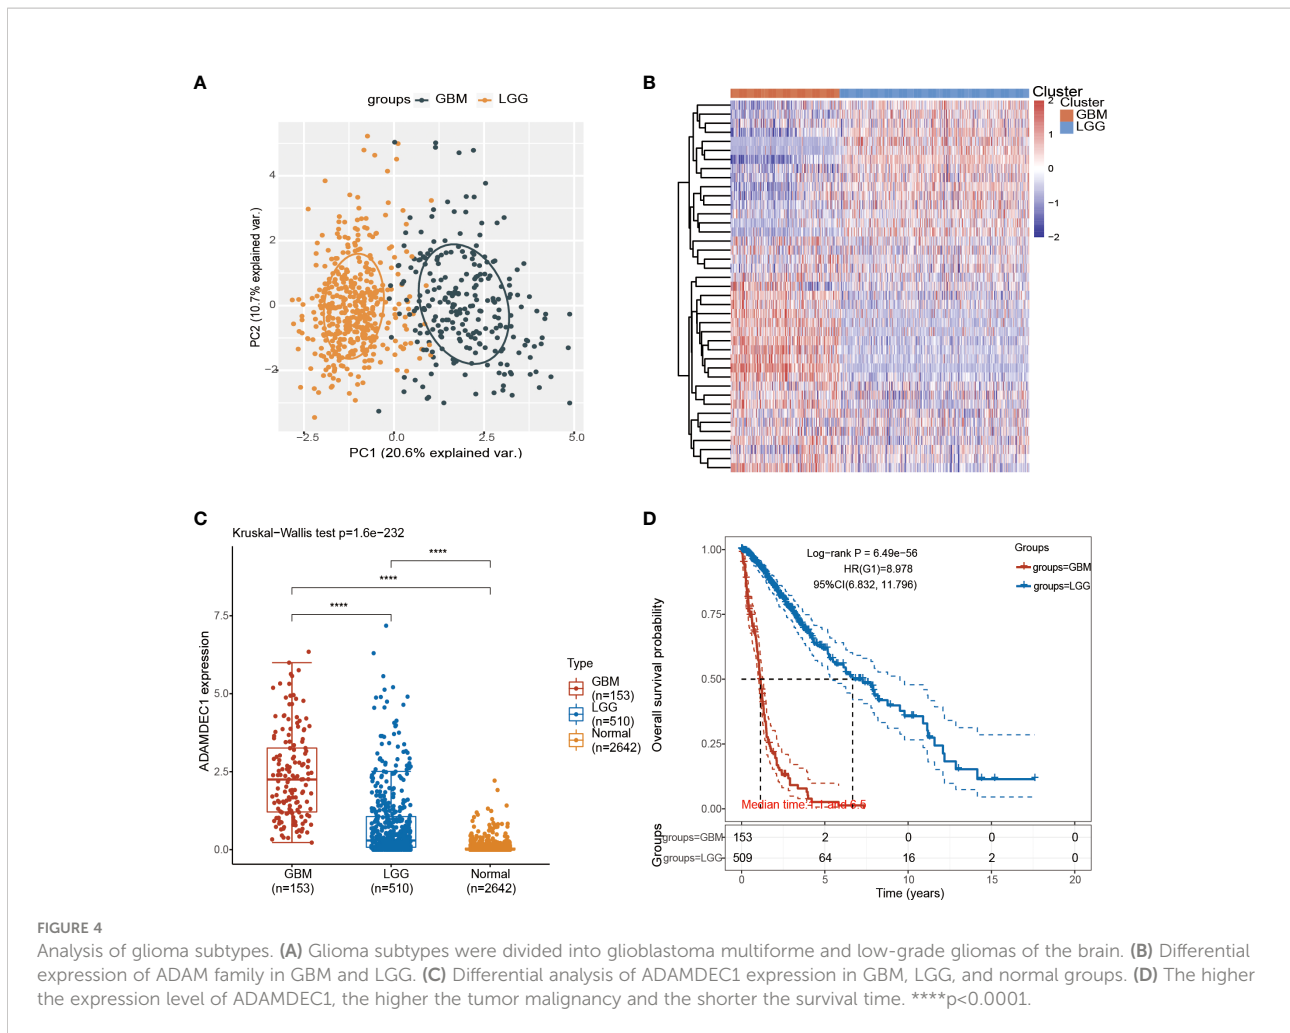 A
groups GBM LGG
PC2 (10.7% explained var.)
4
2
0
−2
−2.5 0.0 2.5 5.0
PC1 (20.6% explained var.)
B
Cluster
2
1
0
−1
−2
Cluster
GBM
LGG
C
Kruskal−Wallis test p=1.6e−232
****
****
****
ADAMDEC1 expression
7.5
5.0
2.5
0.0
GBM
(n=153)
LGG
(n=510)
Normal
(n=2642)
Type
GBM
(n=153)
LGG
(n=510)
Normal
(n=2642)
D
Overall survival probability
1.00
0.75
0.50
0.25
0.00
Log−rank P = 6.49e−56
HR(G1)=8.978
95%CI(6.832, 11.796)
Groups
groups=GBM
groups=LGG
Median time:1.1 and 6.5
Groups
groups=GBM 153 2 0 0 0
groups=LGG 509 64 16 2 0
0 5 10 15 20
Time (years)
FIGURE 4
Analysis of glioma subtypes. (A) Glioma subtypes were divided into glioblastoma multiforme and low-grade gliomas of the brain. (B) Differential
expression of ADAM family in GBM and LGG. (C) Differential analysis of ADAMDEC1 expression in GBM, LGG, and normal groups. (D) The higher
the expression level of ADAMDEC1, the higher the tumor malignancy and the shorter the survival time. ****p<0.0001.